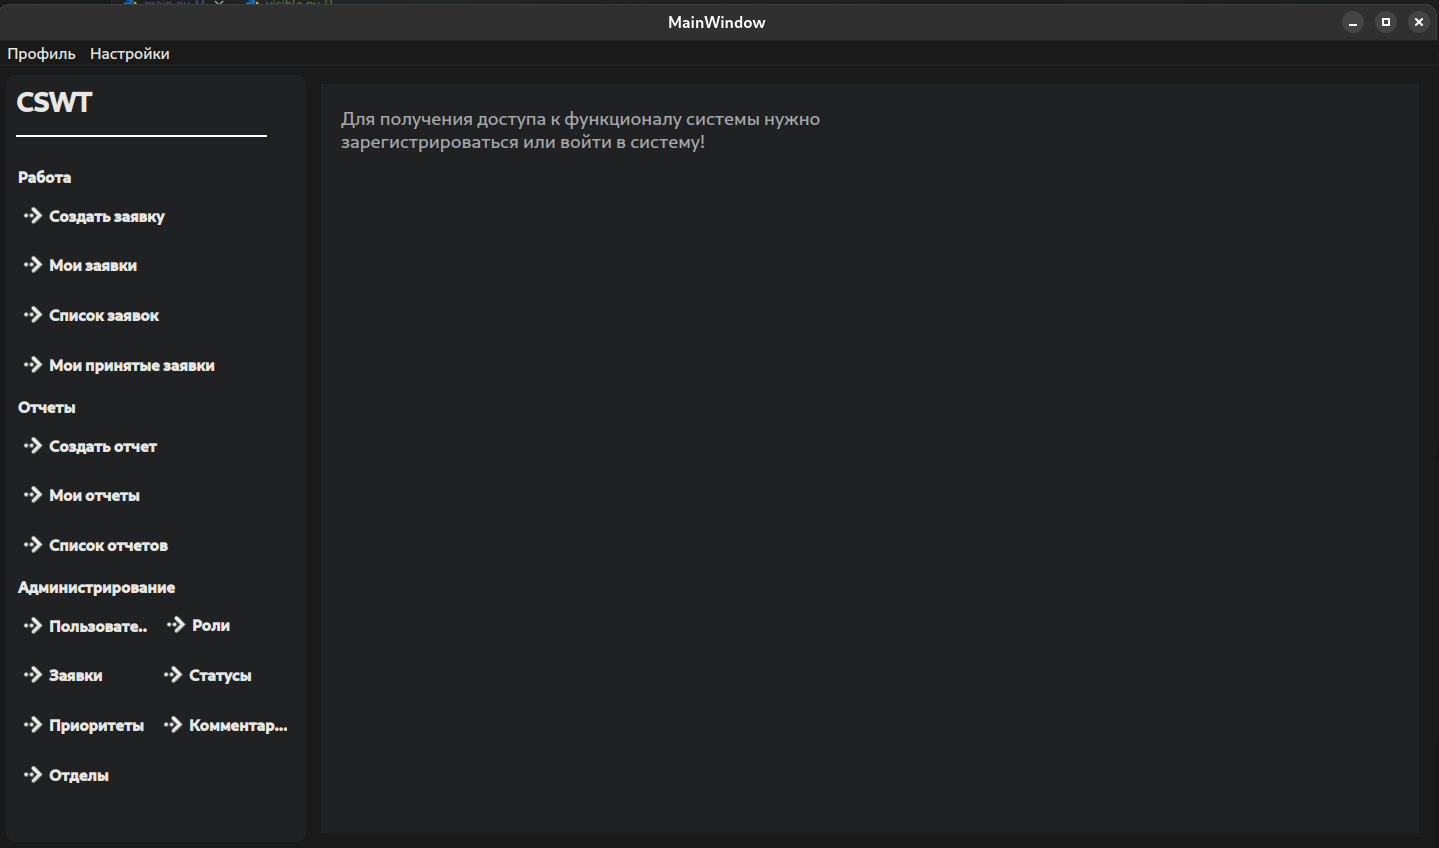 MainWindow
Профиль Настройки
CSWT
Для получения доступа к функционалу системы нужно
зарегистрироваться или войти в систему!
Работа
Создать заявку
Мои заявки
Список заявок
Мои принятые заявки
Отчеты
Создать отчет
Мои отчеты
Список отчетов
Администрирование
Пользовате.. Роли
Заявки Статусы
Приоритеты Комментар...
Отделы